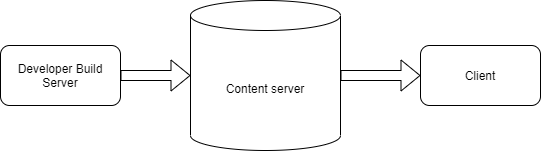 Developer Build
Server
Content server
Client